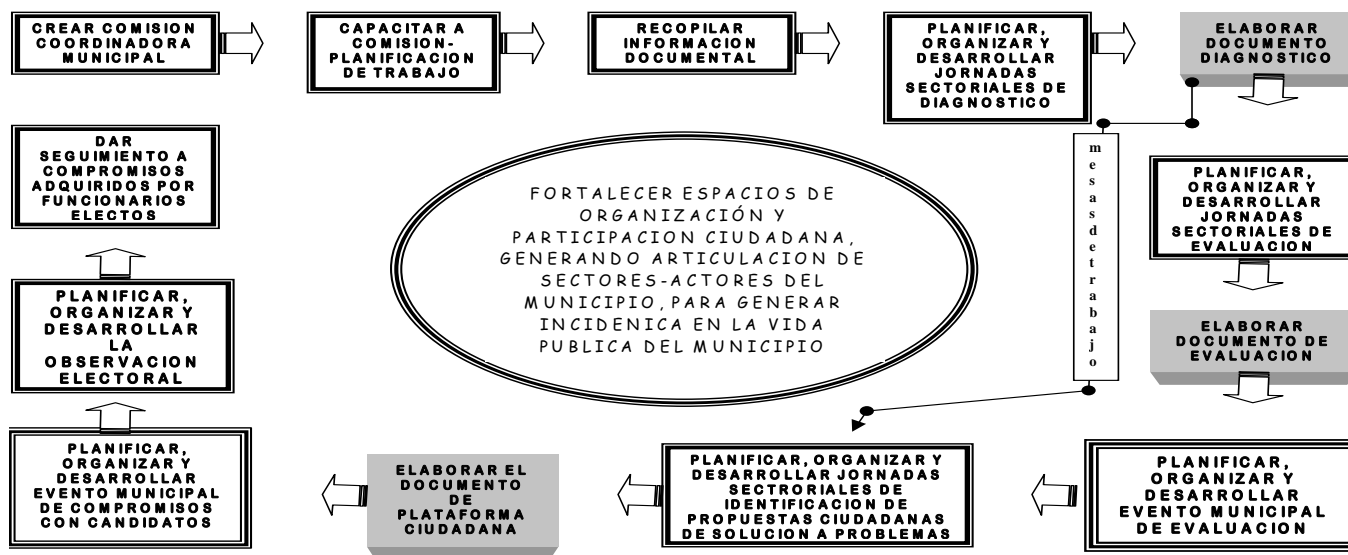 CREAR COMISION
COORDINADORA
MUNICIPAL
CAPACITAR A
COMISION-
PLANIFICACION
DE TRABAJO
RECOPILAR
INFORMACION
DOCUMENTAL
PLANIFICAR,
ORGANIZAR Y
DESARROLLAR
JORNADAS
SECTORIALES DE
DIAGNOSTICO
ELABORAR
DOCUMENTO
DIAGNOSTICO
mesasdetrabajo
PLANIFICAR,
ORGANIZAR Y
DESARROLLAR
JORNADAS
SECTORIALES DE
EVALUACION
ELABORAR
DOCUMENTO DE
EVALUACION
PLANIFICAR,
ORGANIZAR Y
DESARROLLAR
EVENTO MUNICIPAL
DE EVALUACION
PLANIFICAR, ORGANIZAR Y
DESARROLLAR JORNADAS
SECTRORIALES DE
IDENTIFICACION DE
PROPUESTAS CIUDADANAS
DE SOLUCION A PROBLEMAS
ELABORAR EL
DOCUMENTO
DE
PLATAFORMA
CIUDADANA
PLANIFICAR,
ORGANIZAR Y
DESARROLLAR
EVENTO MUNICIPAL
DE COMPROMISOS
CON CANDIDATOS
PLANIFICAR,
ORGANIZAR Y
DESARROLLAR
LA
OBSERVACION
ELECTORAL
DAR
SEGUIMIENTO A
COMPROMISOS
ADQUIRIDOS POR
FUNCIONARIOS
ELECTOS
FORTALECER ESPACIOS DE
ORGANIZACIÓN Y
PARTICIPACION CIUDADANA,
GENERANDO ARTICULACION DE
SECTORES-ACTORES DEL
MUNICIPIO, PARA GENERAR
INCIDENICA EN LA VIDA
PUBLICA DEL MUNICIPIO